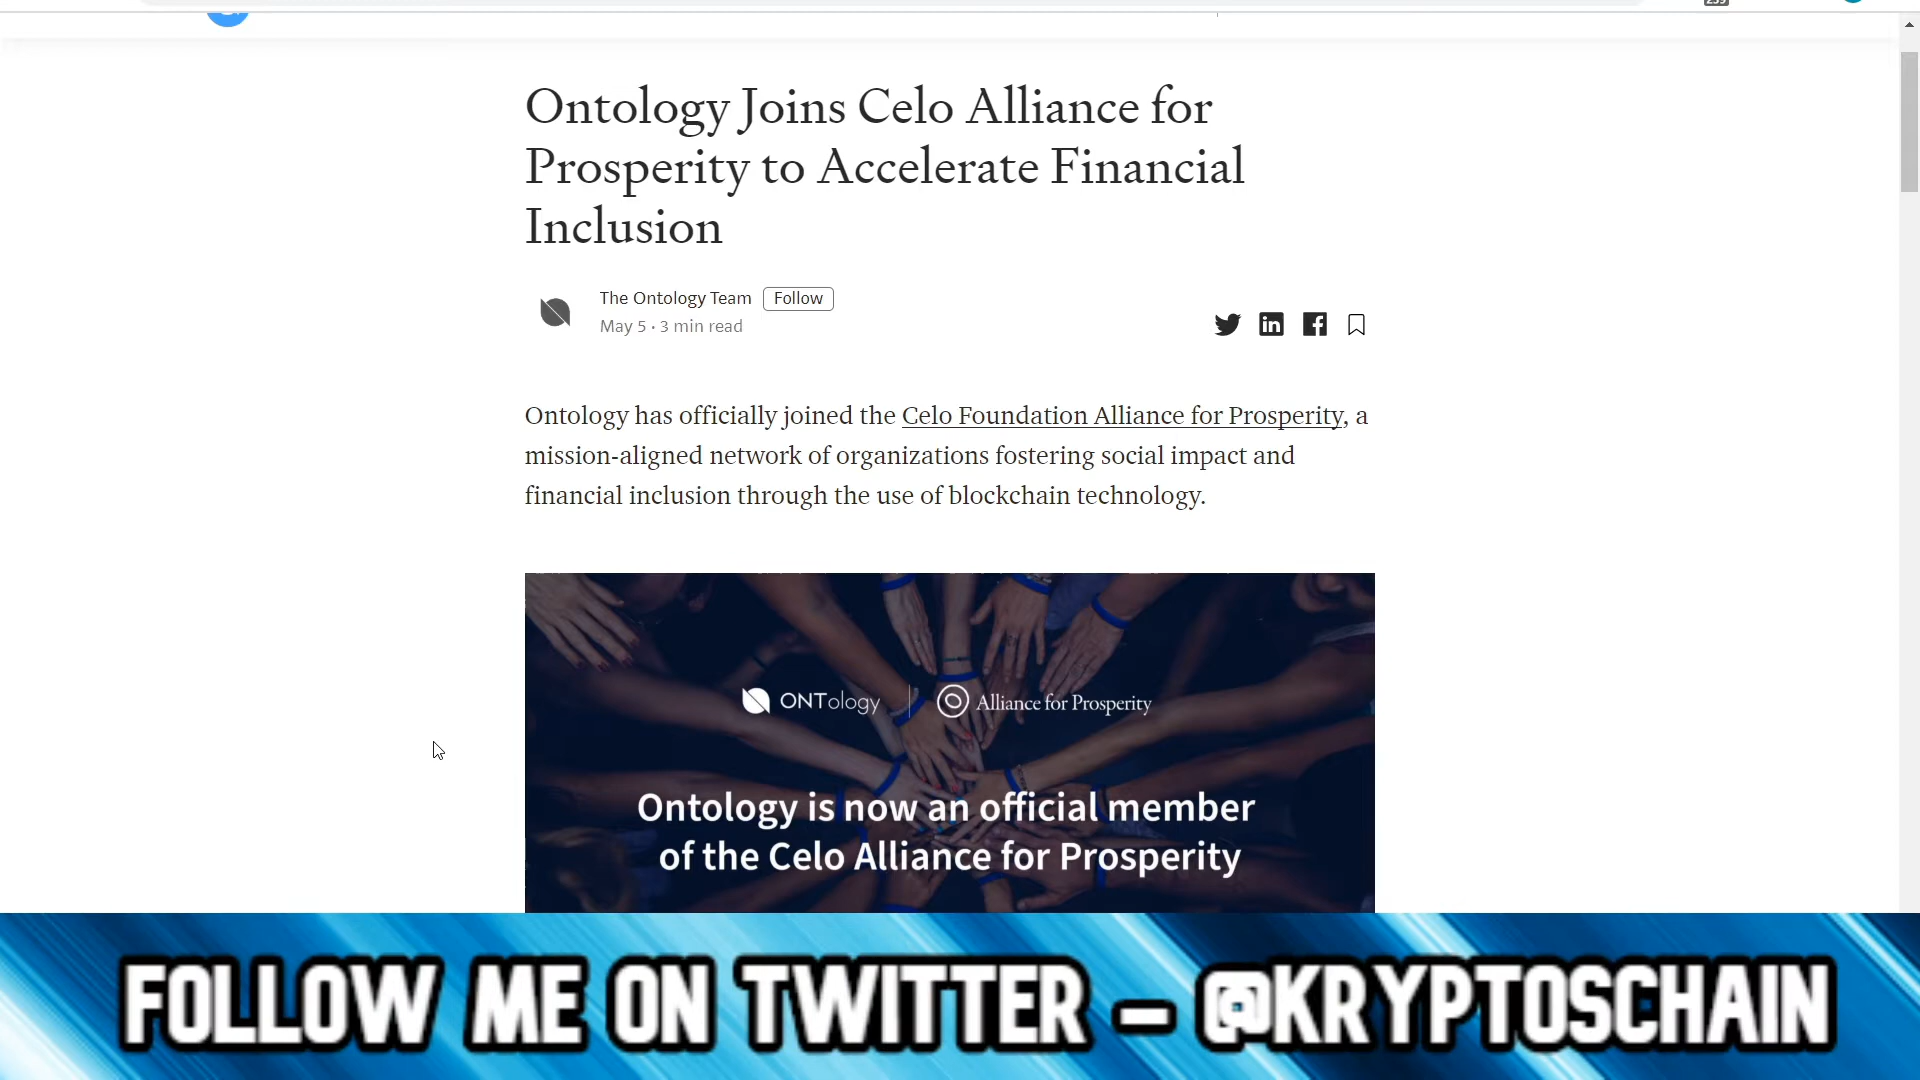 Ontology Joins Celo Alliance for
Prosperity to Accelerate Financial
Inclusion
The Ontology Team
Follow
May 5 · 3 min read
Ontology has officially joined the Celo Foundation Alliance for Prosperity, a
mission-aligned network of organizations fostering social impact and
financial inclusion through the use of blockchain technology.
ONTology
Alliance for Prosperity
Ontology is now an official member
of the Celo Alliance for Prosperity
FOLLOW ME ON TWITTER – @KRYPTOSCHAIN